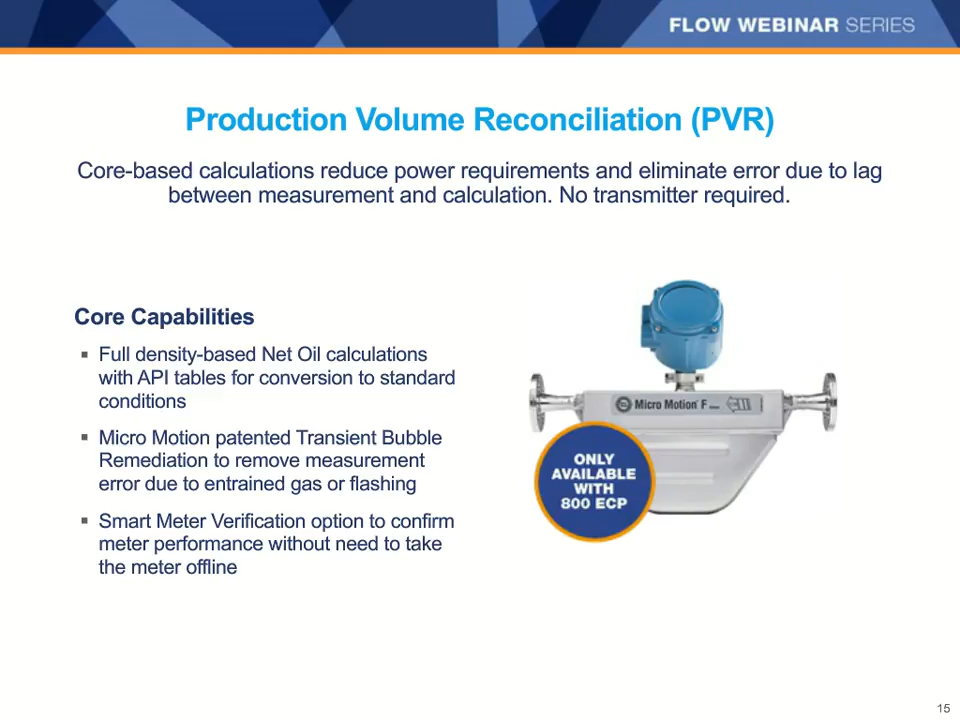 FLOW WEBINAR SERIES
Production Volume Reconciliation (PVR)
Core-based calculations reduce power requirements and eliminate error due to lag
between measurement and calculation. No transmitter required.
Core Capabilities
▪ Full density-based Net Oil calculations
with API tables for conversion to standard
conditions
▪ Micro Motion patented Transient Bubble
Remediation to remove measurement
error due to entrained gas or flashing
▪ Smart Meter Verification option to confirm
meter performance without need to take
the meter offline
Micro Motion F
ONLY
AVAILABLE
WITH
800 ECP
15